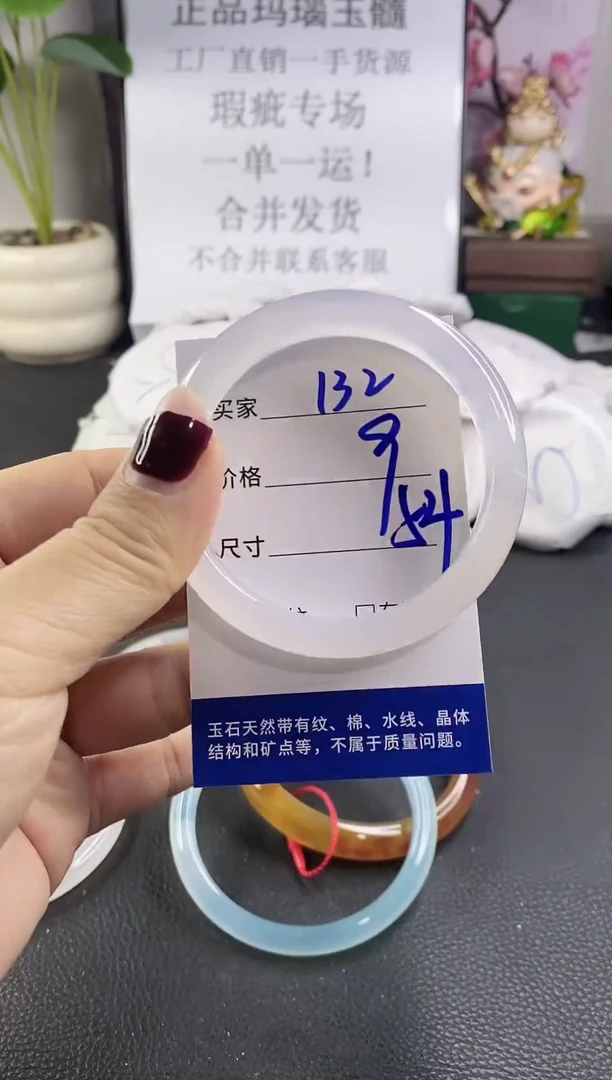 正品玛瑙玉髓
工厂直销一手货源
瑕疵专场
一单一运！
合并发货
不合并联系客服
买家 132
价格 9
尺寸 54
玉石天然带有纹、棉、水线、晶体
结构和矿点等，不属于质量问题。